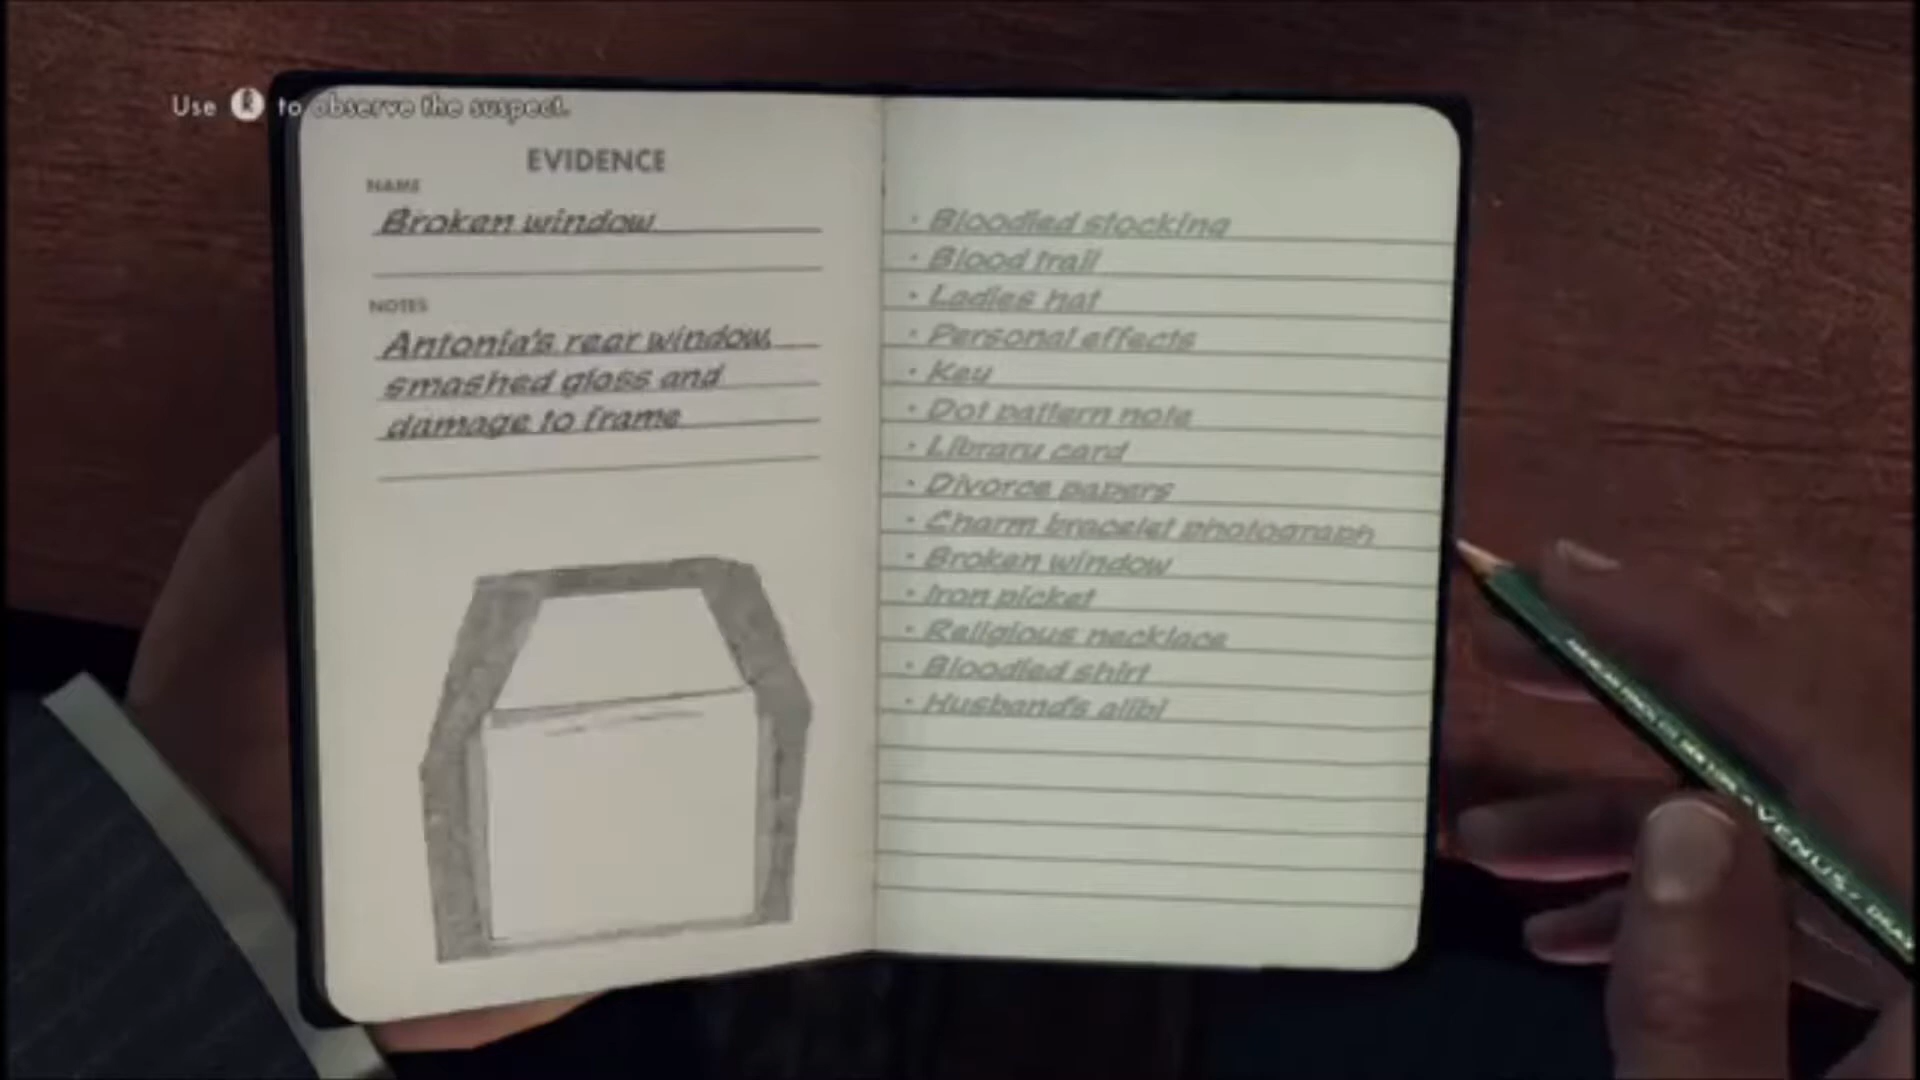 Use R to observe the suspect.
EVIDENCE
NAME
Broken window
NOTES
Antonia's rear window,
smashed glass and
damage to frame
• Bloodied stocking
• Blood trail
• Ladies hat
• Personal effects
• Key
• Dot pattern note
• Library card
• Divorce papers
• Charm bracelet photograph
• Broken window
• Iron picket
• Religious necklace
• Bloodied shirt
• Husband's alibi
VENUS